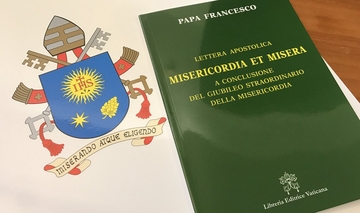 IHS
MISERANDO ATQUE ELIGENDO
PAPA FRANCESCO
LETTERA APOSTOLICA
MISERICORDIA ET MISERA
A CONCLUSIONE
DEL GIUBILEO STRAORDINARIO
DELLA MISERICORDIA
Libreria Editrice Vaticana